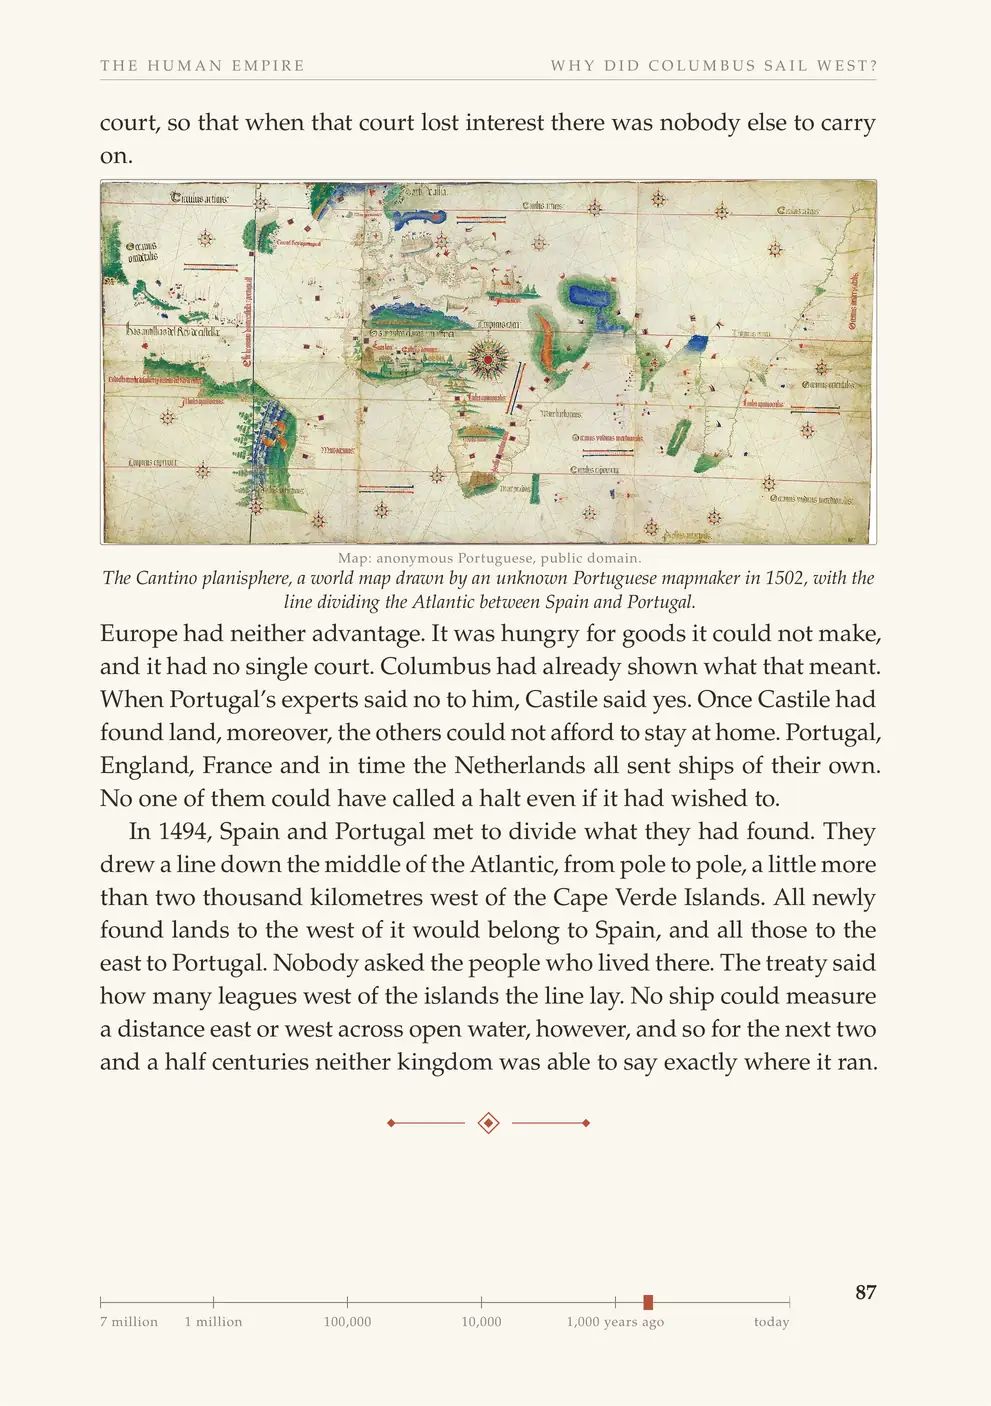 THE HUMAN EMPIRE
WHY DID COLUMBUS SAIL WEST?
court, so that when that court lost interest there was nobody else to carry
on.
Map: anonymous Portuguese, public domain.
The Cantino planisphere, a world map drawn by an unknown Portuguese mapmaker in 1502, with the
line dividing the Atlantic between Spain and Portugal.
Europe had neither advantage. It was hungry for goods it could not make,
and it had no single court. Columbus had already shown what that meant.
When Portugal’s experts said no to him, Castile said yes. Once Castile had
found land, moreover, the others could not afford to stay at home. Portugal,
England, France and in time the Netherlands all sent ships of their own.
No one of them could have called a halt even if it had wished to.
In 1494, Spain and Portugal met to divide what they had found. They
drew a line down the middle of the Atlantic, from pole to pole, a little more
than two thousand kilometres west of the Cape Verde Islands. All newly
found lands to the west of it would belong to Spain, and all those to the
east to Portugal. Nobody asked the people who lived there. The treaty said
how many leagues west of the islands the line lay. No ship could measure
a distance east or west across open water, however, and so for the next two
and a half centuries neither kingdom was able to say exactly where it ran.
87
7 million
1 million
100,000
10,000
1,000 years ago
today